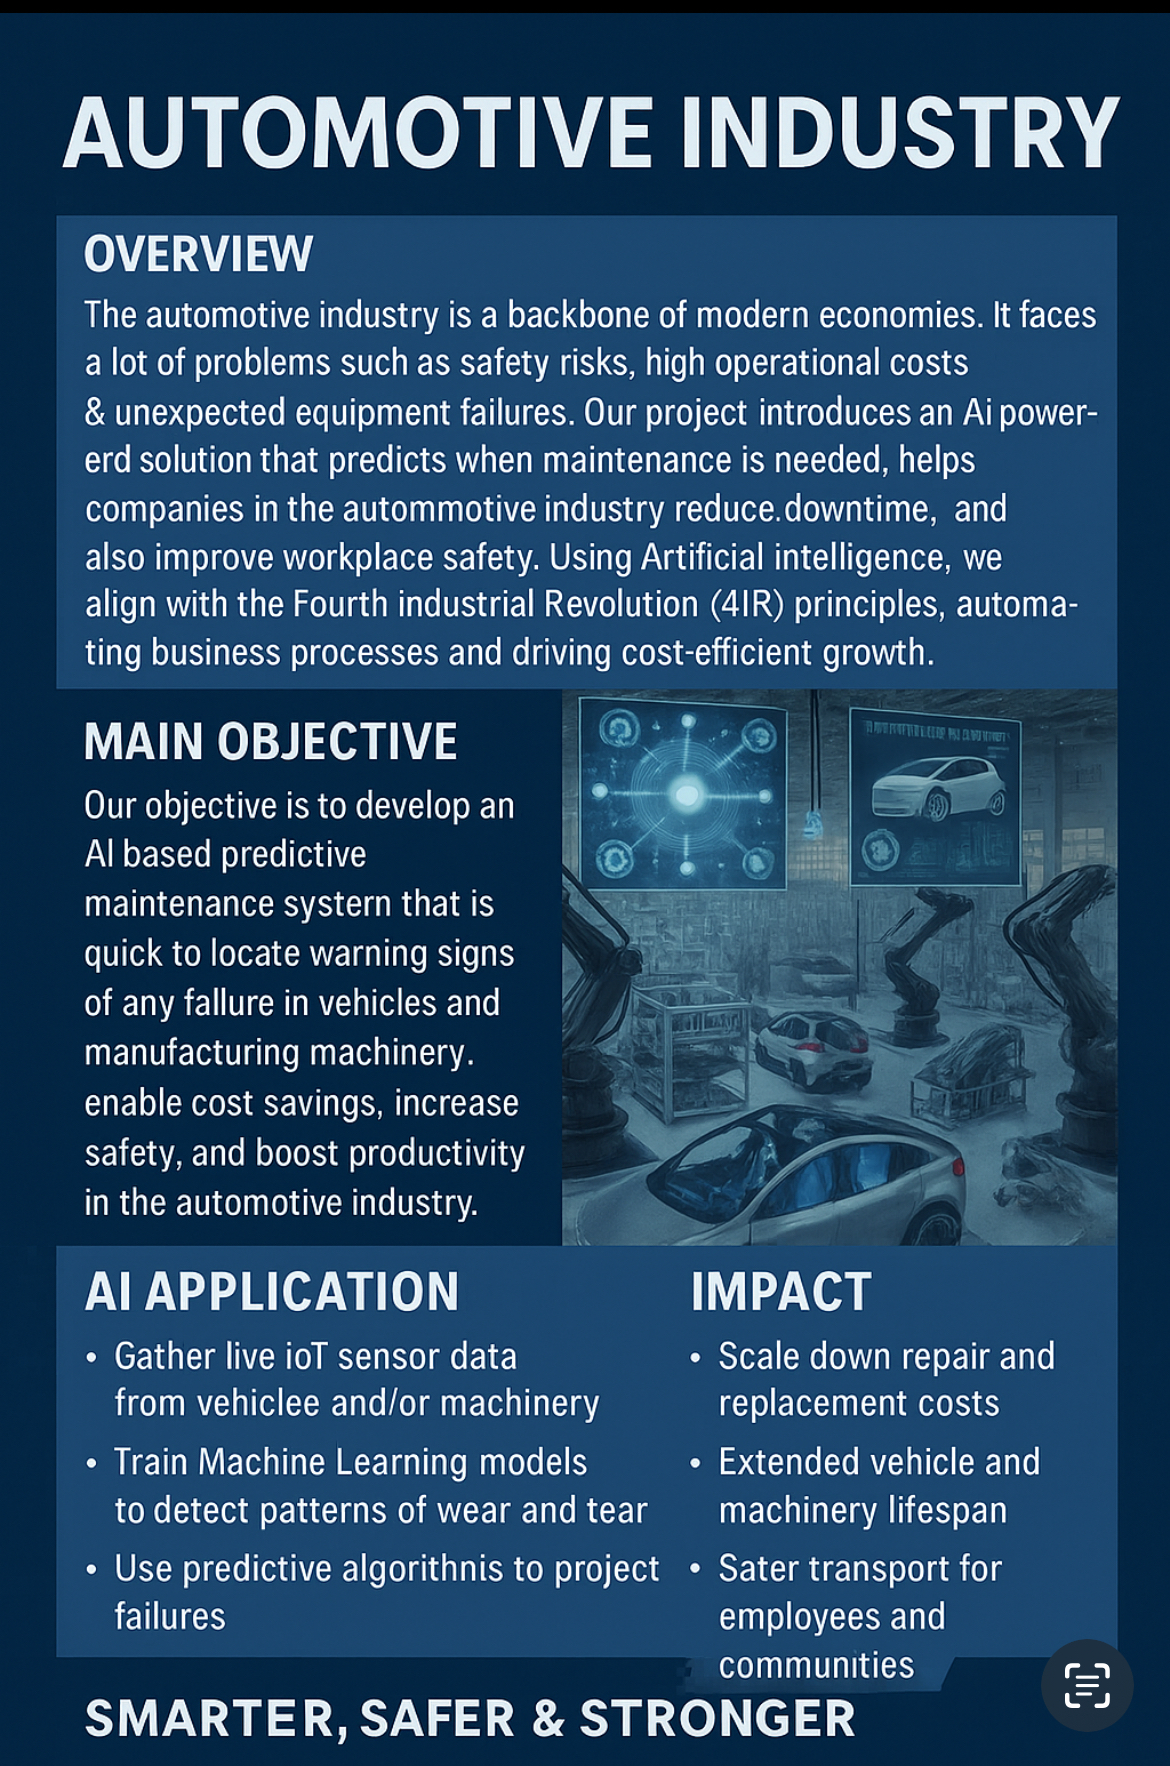 AUTOMOTIVE INDUSTRY
OVERVIEW
The automotive industry is a backbone of modern economies. It faces
a lot of problems such as safety risks, high operational costs
& unexpected equipment failures. Our project introduces an Ai power-
erd solution that predicts when maintenance is needed, helps
companies in the autommotive industry reduce.downtime, and
also improve workplace safety. Using Artificial intelligence, we
align with the Fourth industrial Revolution (4IR) principles, automa-
ting business processes and driving cost-efficient growth.
MAIN OBJECTIVE
Our objective is to develop an
AI based predictive
maintenance systern that is
quick to locate warning signs
of any fallure in vehicles and
manufacturing machinery.
enable cost savings, increase
safety, and boost productivity
in the automotive industry.
AI APPLICATION
• Gather live ioT sensor data
from vehiclee and/or machinery
• Train Machine Learning models
to detect patterns of wear and tear
• Use predictive algorithnis to project
failures
IMPACT
• Scale down repair and
replacement costs
• Extended vehicle and
machinery lifespan
• Sater transport for
employees and
communities
SMARTER, SAFER & STRONGER